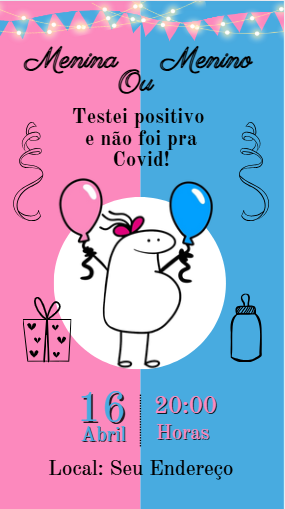 Menina Menino
Ou
Testei positivo
e não foi pra
Covid!
16 20:00
Abril Horas
Local: Seu Endereço